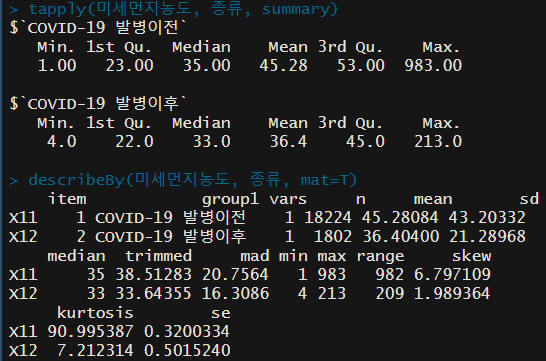 > tapply(미세먼지농도, 종류, summary)
$`COVID-19 발병이전`
Min. 1st Qu. Median Mean 3rd Qu. Max.
1.00 23.00 35.00 45.28 53.00 983.00
$`COVID-19 발병이후`
Min. 1st Qu. Median Mean 3rd Qu. Max.
4.0 22.0 33.0 36.4 45.0 213.0
> describeBy(미세먼지농도, 종류, mat=T)
item group1 vars n mean sd
X11 1 COVID-19 발병이전 1 18224 45.28084 43.20332
X12 2 COVID-19 발병이후 1 1802 36.40400 21.28968
median trimmed mad min max range skew
X11 35 38.51283 20.7564 1 983 982 6.797109
X12 33 33.64355 16.3086 4 213 209 1.989364
kurtosis se
X11 90.995387 0.3200334
X12 7.212314 0.5015240